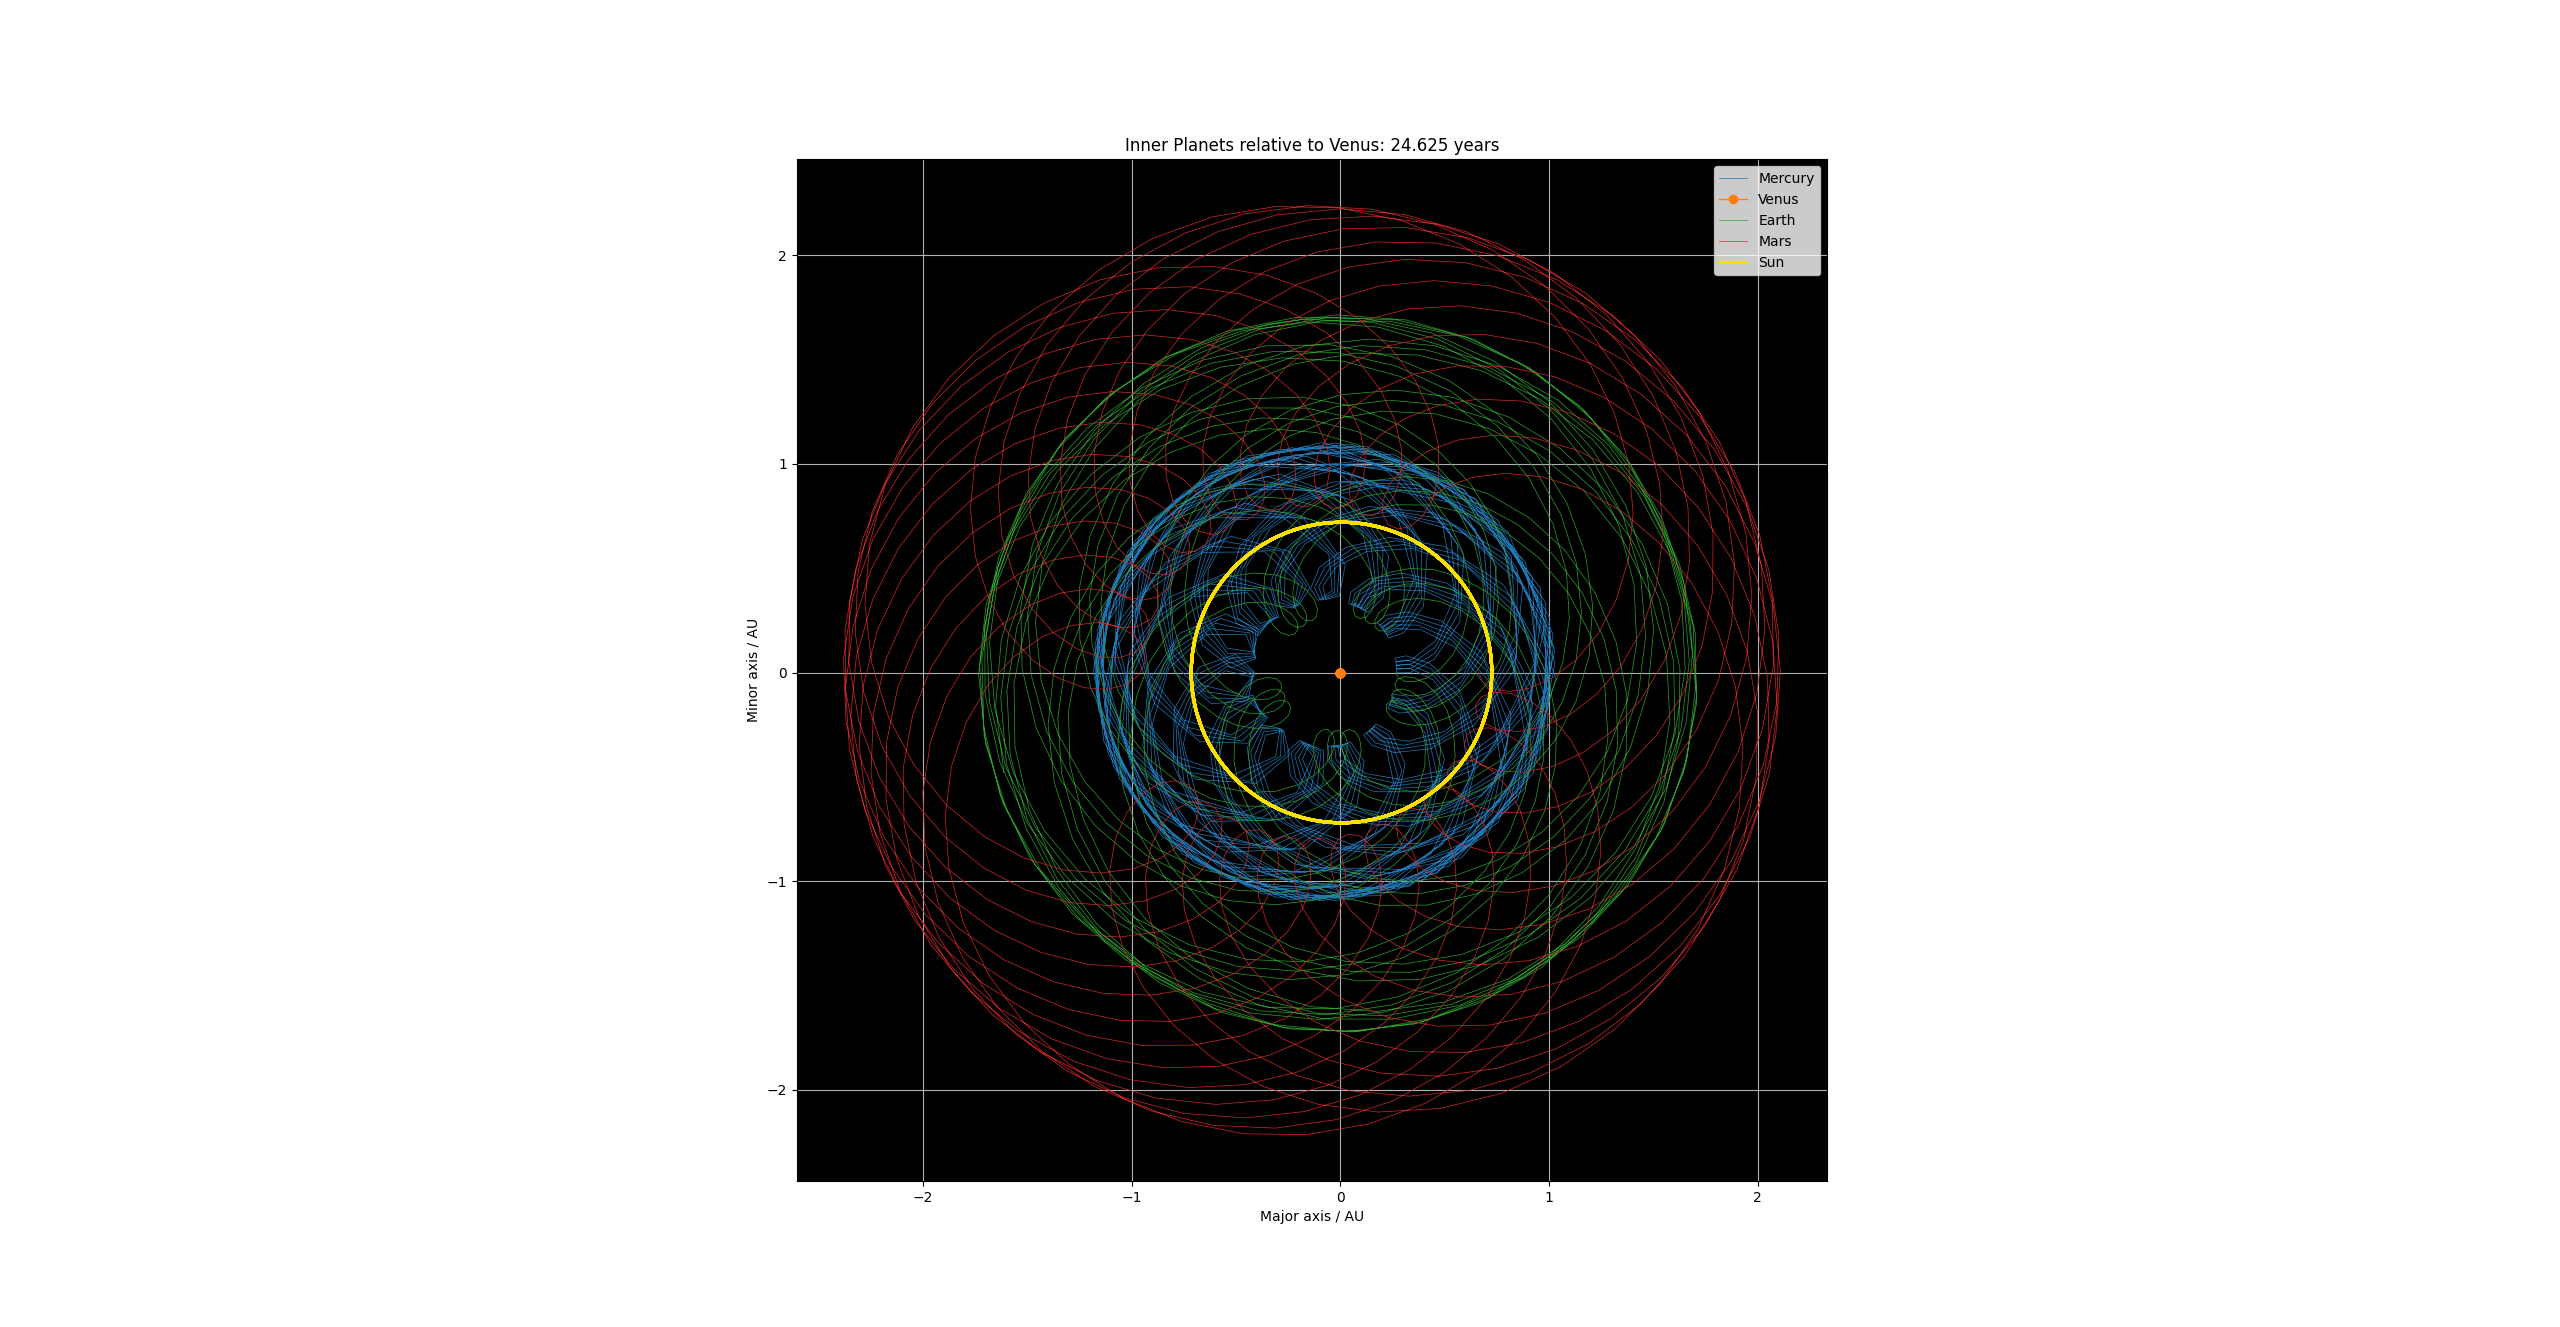 Inner Planets relative to Venus: 24.625 years
Mercury
Venus
Earth
Mars
Sun
2
1
0
−1
−2
Minor axis / AU
−2
−1
0
1
2
Major axis / AU